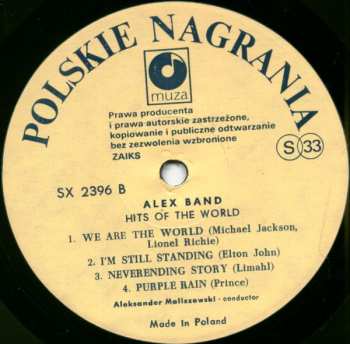 POLSKIE NAGRANIA
muza
Prawa producenta
i prawa autorskie zastrzeżone,
kopiowanie i publiczne odtwarzanie
bez zezwolenia wzbronione
ZAIKS
S 33
SX 2396 B
ALEX BAND
HITS OF THE WORLD
1. WE ARE THE WORLD (Michael Jackson,
Lionel Richie)
2. I'M STILL STANDING (Elton John)
3. NEVERENDING STORY (Limahl)
4. PURPLE RAIN (Prince)
Aleksander Maliszewski - conductor
Made in Poland